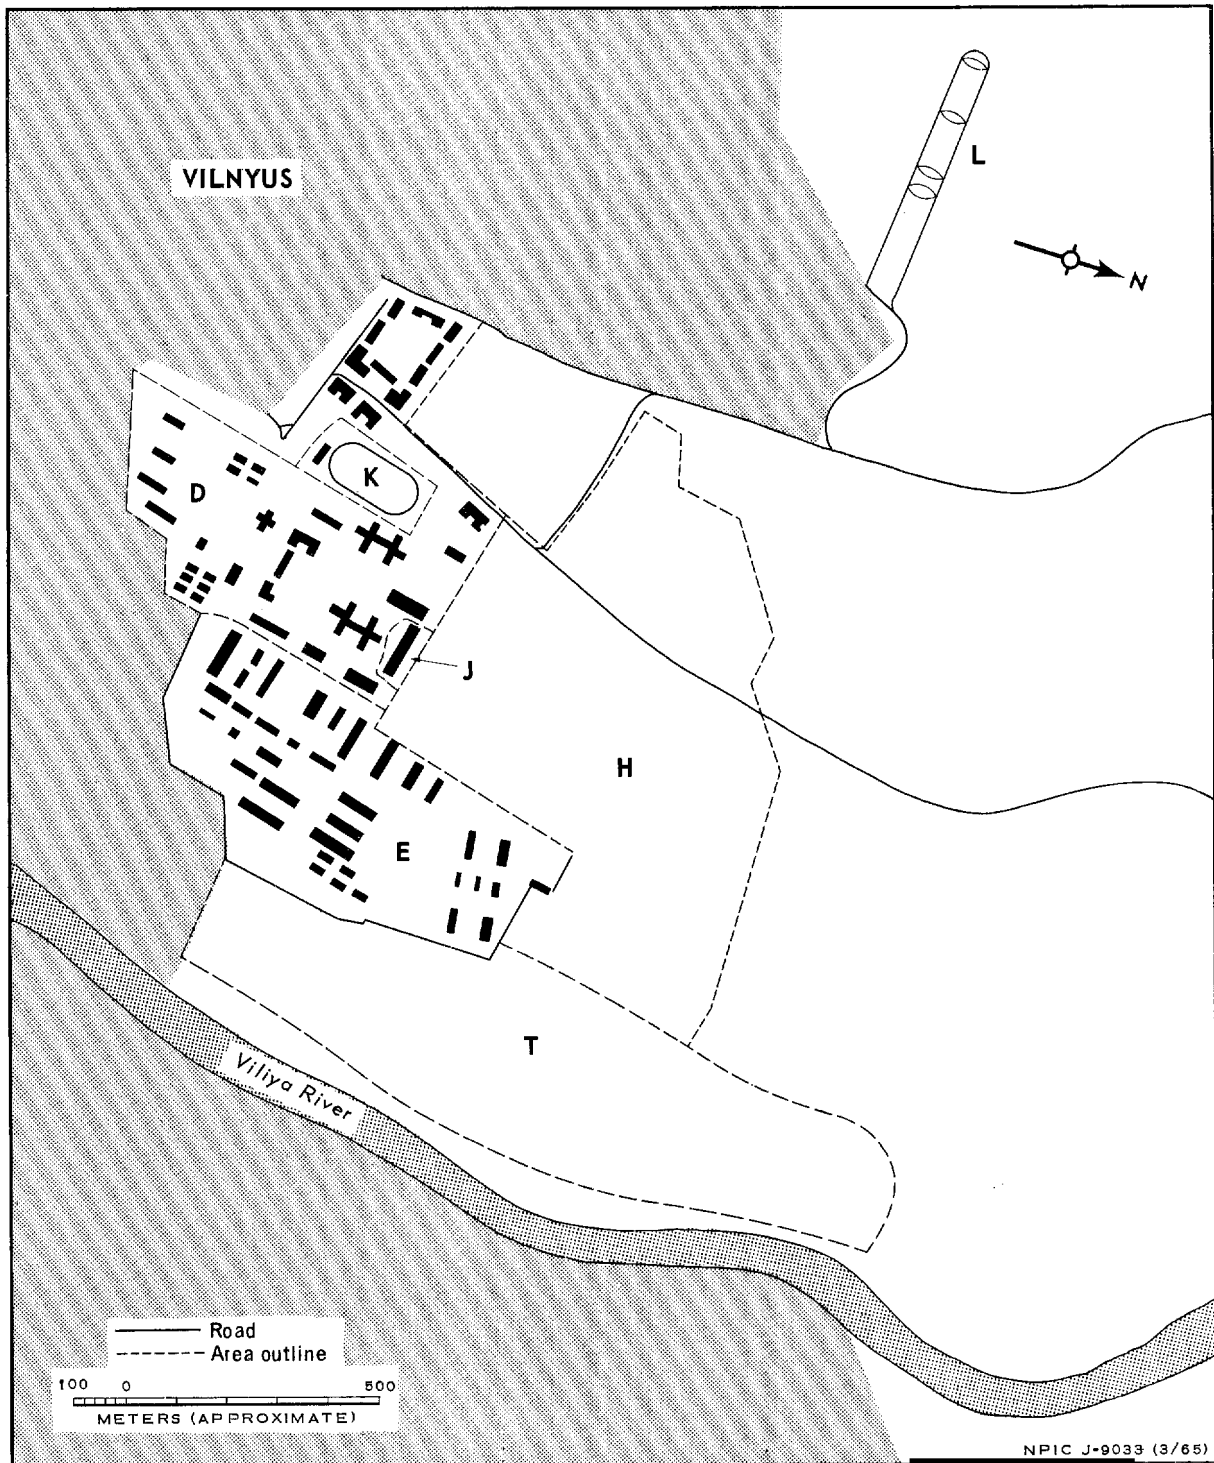 VILNYUS
L
N
K
D
J
H
E
T
Viliya River
Road
Area outline
100 0 500
METERS (APPROXIMATE)
NPIC J-9033 (3/65)